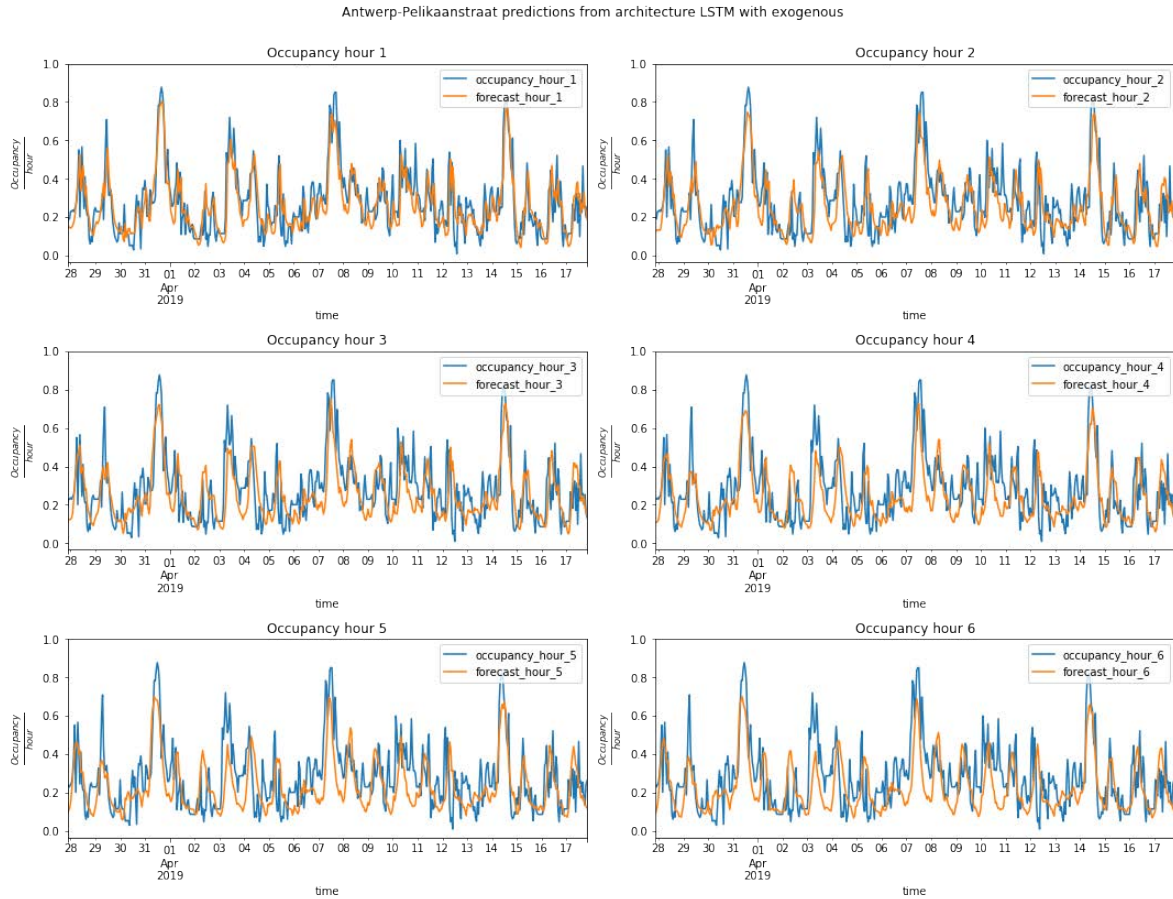 Antwerp-Pelikaanstraat predictions from architecture LSTM with exogenous
Occupancy hour 1
1.0
0.8
0.6
0.4
0.2
0.0
Occupancy
hour
occupancy_hour_1
forecast_hour_1
28 29 30 31 01 02 03 04 05 06 07 08 09 10 11 12 13 14 15 16 17
Apr
2019
time
Occupancy hour 2
1.0
0.8
0.6
0.4
0.2
0.0
Occupancy
hour
occupancy_hour_2
forecast_hour_2
28 29 30 31 01 02 03 04 05 06 07 08 09 10 11 12 13 14 15 16 17
Apr
2019
time
Occupancy hour 3
1.0
0.8
0.6
0.4
0.2
0.0
Occupancy
hour
occupancy_hour_3
forecast_hour_3
28 29 30 31 01 02 03 04 05 06 07 08 09 10 11 12 13 14 15 16 17
Apr
2019
time
Occupancy hour 4
1.0
0.8
0.6
0.4
0.2
0.0
Occupancy
hour
occupancy_hour_4
forecast_hour_4
28 29 30 31 01 02 03 04 05 06 07 08 09 10 11 12 13 14 15 16 17
Apr
2019
time
Occupancy hour 5
1.0
0.8
0.6
0.4
0.2
0.0
Occupancy
hour
occupancy_hour_5
forecast_hour_5
28 29 30 31 01 02 03 04 05 06 07 08 09 10 11 12 13 14 15 16 17
Apr
2019
time
Occupancy hour 6
1.0
0.8
0.6
0.4
0.2
0.0
Occupancy
hour
occupancy_hour_6
forecast_hour_6
28 29 30 31 01 02 03 04 05 06 07 08 09 10 11 12 13 14 15 16 17
Apr
2019
time